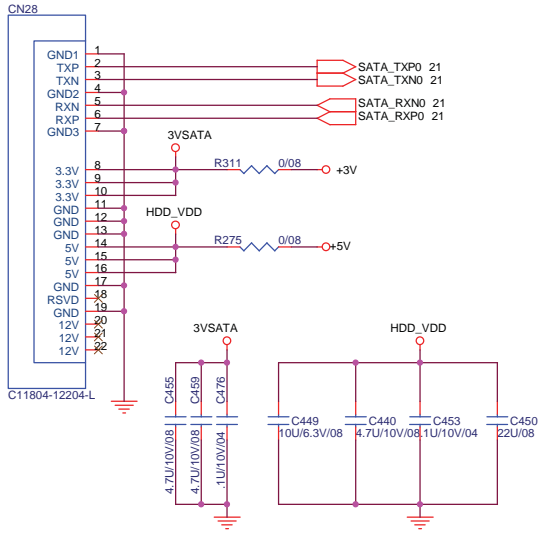 CN28
GND1 1
TXP 2 SATA_TXP0 21
TXN 3 SATA_TXN0 21
GND2 4
RXN 5 SATA_RXN0 21
RXP 6 SATA_RXP0 21
GND3 7
3VSATA
3.3V 8 R311 0/08 +3V
3.3V 9
3.3V 10
GND 11
GND 12 HDD_VDD
GND 13
5V 14 R275 0/08 +5V
5V 15
5V 16
GND 17
RSVD 18
GND 19
12V 20
12V 21
12V 22
C11804-12204-L
3VSATA
C455 4.7U/10V/08
C459 4.7U/10V/08
C476 .1U/10V/04
HDD_VDD
C449 10U/6.3V/08
C440 4.7U/10V/08
C453 .1U/10V/04
C450 22U/08